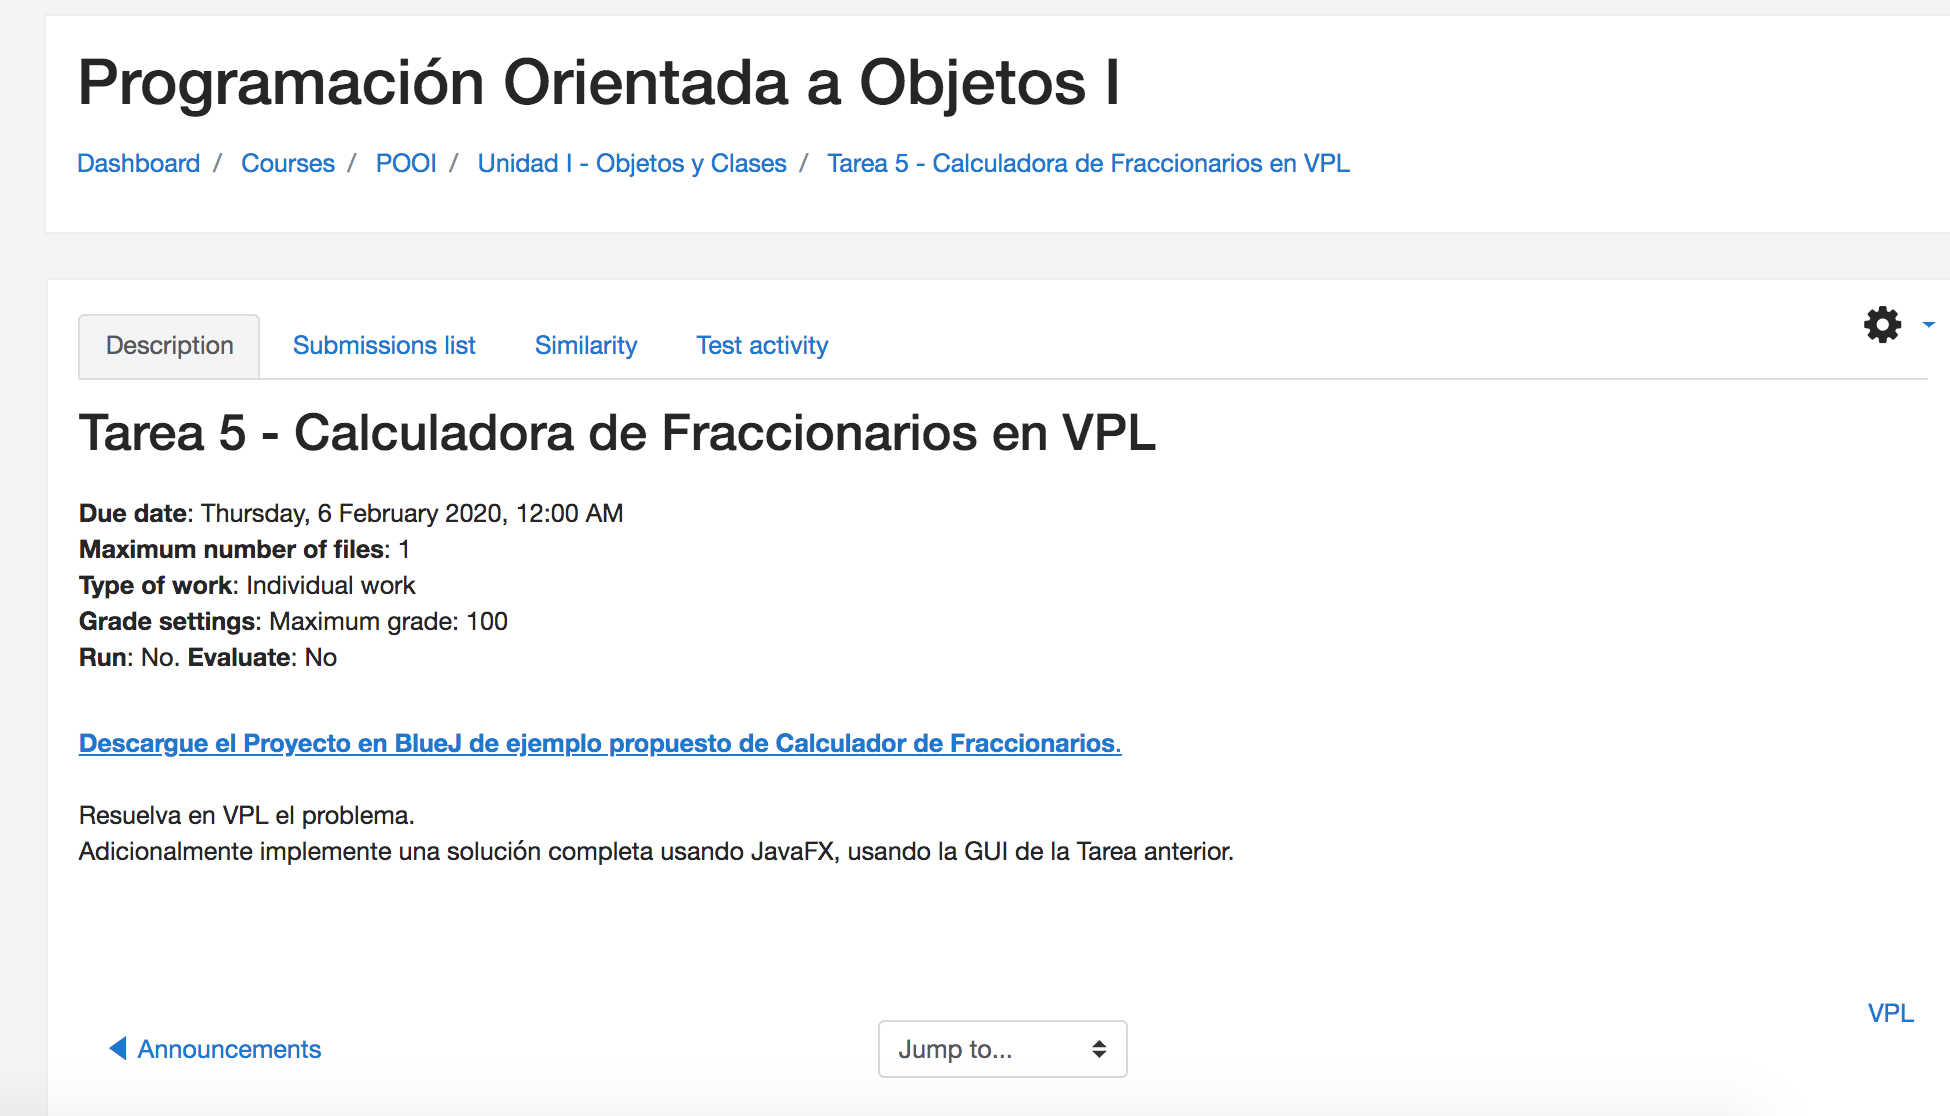 Programación Orientada a Objetos I
Dashboard / Courses / POOI / Unidad I - Objetos y Clases / Tarea 5 - Calculadora de Fraccionarios en VPL
Description Submissions list Similarity Test activity
Tarea 5 - Calculadora de Fraccionarios en VPL
Due date: Thursday, 6 February 2020, 12:00 AM
Maximum number of files: 1
Type of work: Individual work
Grade settings: Maximum grade: 100
Run: No. Evaluate: No
Descargue el Proyecto en BlueJ de ejemplo propuesto de Calculador de Fraccionarios.
Resuelva en VPL el problema.
Adicionalmente implemente una solución completa usando JavaFX, usando la GUI de la Tarea anterior.
VPL
Announcements Jump to...